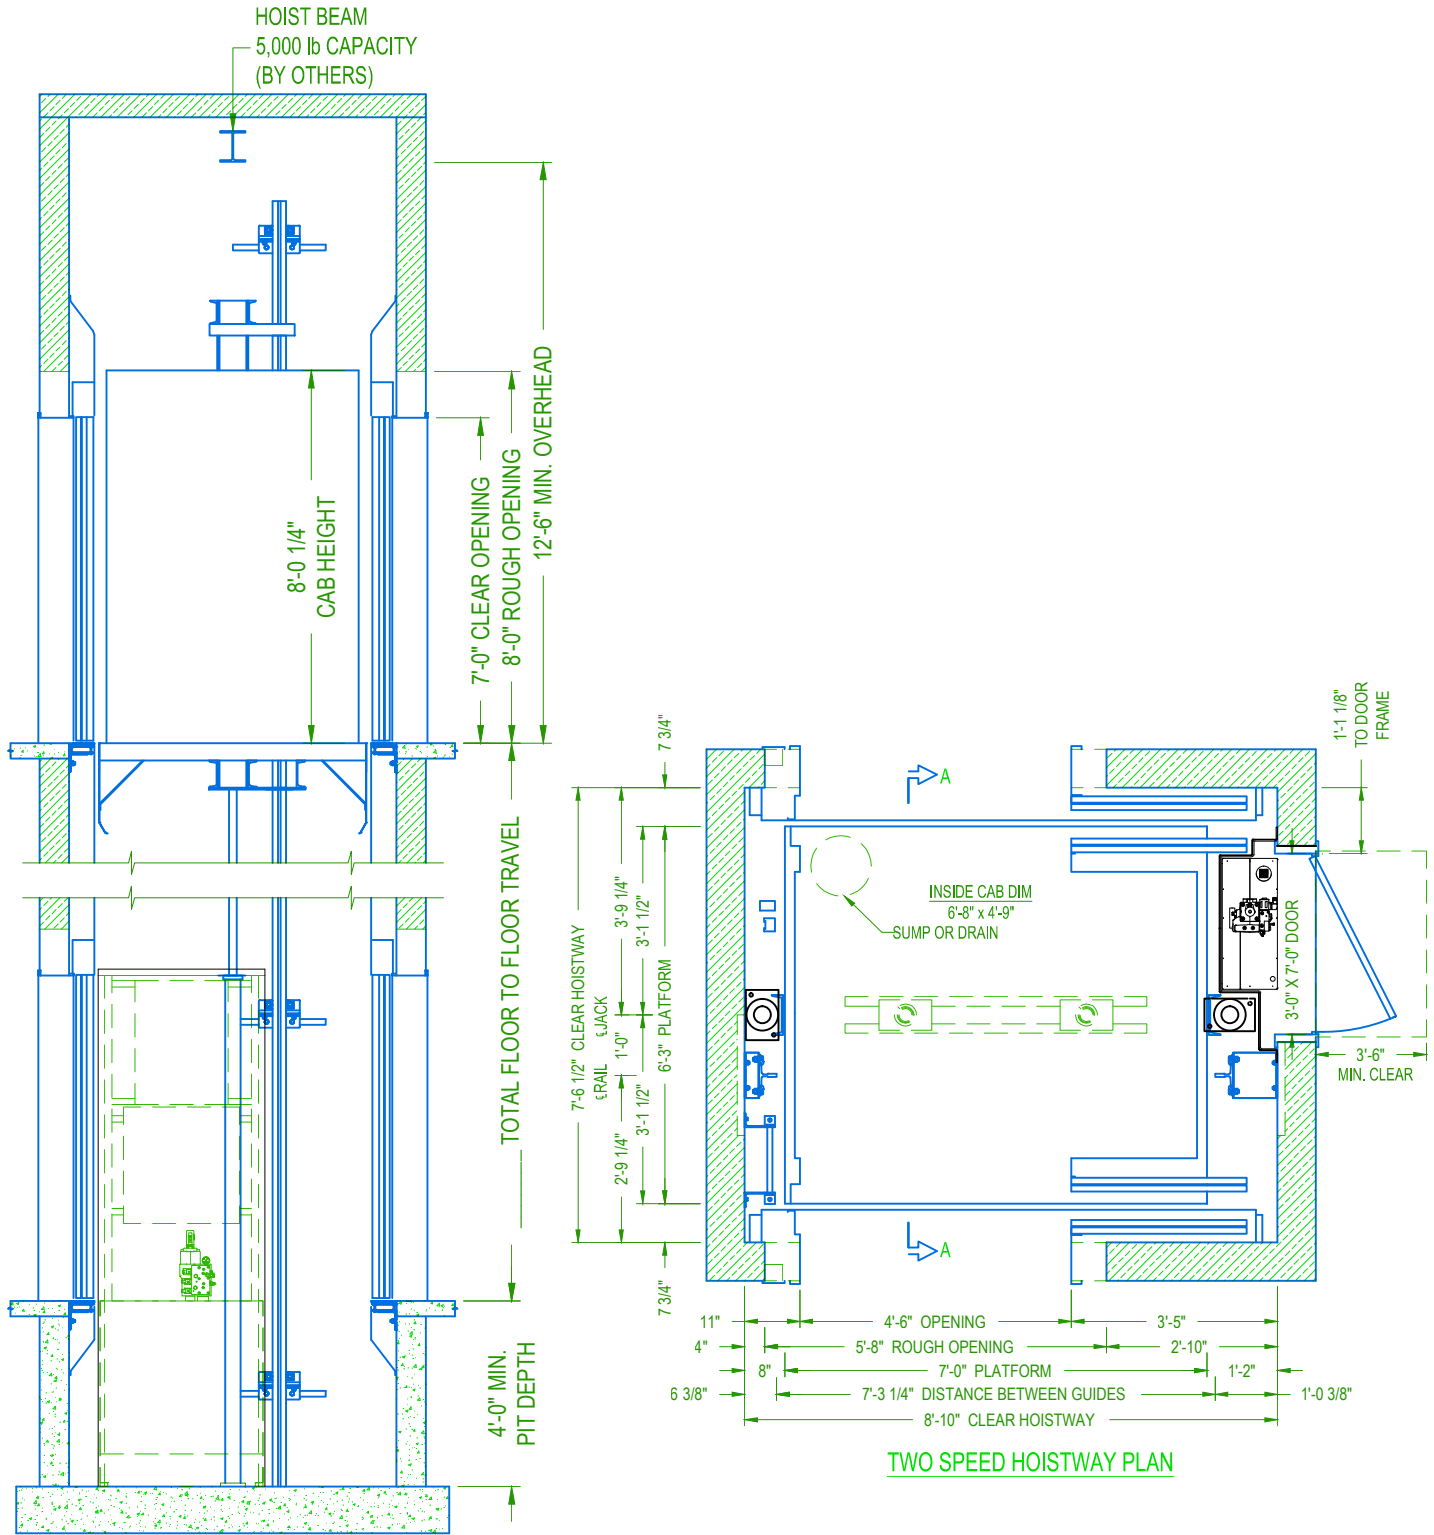 HOIST BEAM
5,000 lb CAPACITY
(BY OTHERS)
12'-6" MIN. OVERHEAD
8'-0" ROUGH OPENING
7'-0" CLEAR OPENING
8'-0 1/4"
CAB HEIGHT
TOTAL FLOOR TO FLOOR TRAVEL
4'-0" MIN.
PIT DEPTH
7 3/4"
7'-6 1/2" CLEAR HOISTWAY
3'-9 1/4"
3'-1 1/2"
℄RAIL
℄JACK
1'-0"
6'-3" PLATFORM
3'-1 1/2"
2'-9 1/4"
7 3/4"
A
A
INSIDE CAB DIM
6'-8" x 4'-9"
SUMP OR DRAIN
1'-1 1/8"
TO DOOR
FRAME
3'-0" X 7'-0" DOOR
3'-6"
MIN. CLEAR
11" 4'-6" OPENING 3'-5"
4" 5'-8" ROUGH OPENING 2'-10"
8" 7'-0" PLATFORM 1'-2"
6 3/8" 7'-3 1/4" DISTANCE BETWEEN GUIDES 1'-0 3/8"
8'-10" CLEAR HOISTWAY
TWO SPEED HOISTWAY PLAN